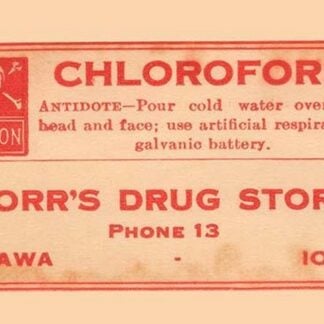 CHLOROFOR
ANTIDOTE—Pour cold water over
head and face; use artificial respira
galvanic battery.
ON
ORR'S DRUG STOR
PHONE 13
AWA - IO